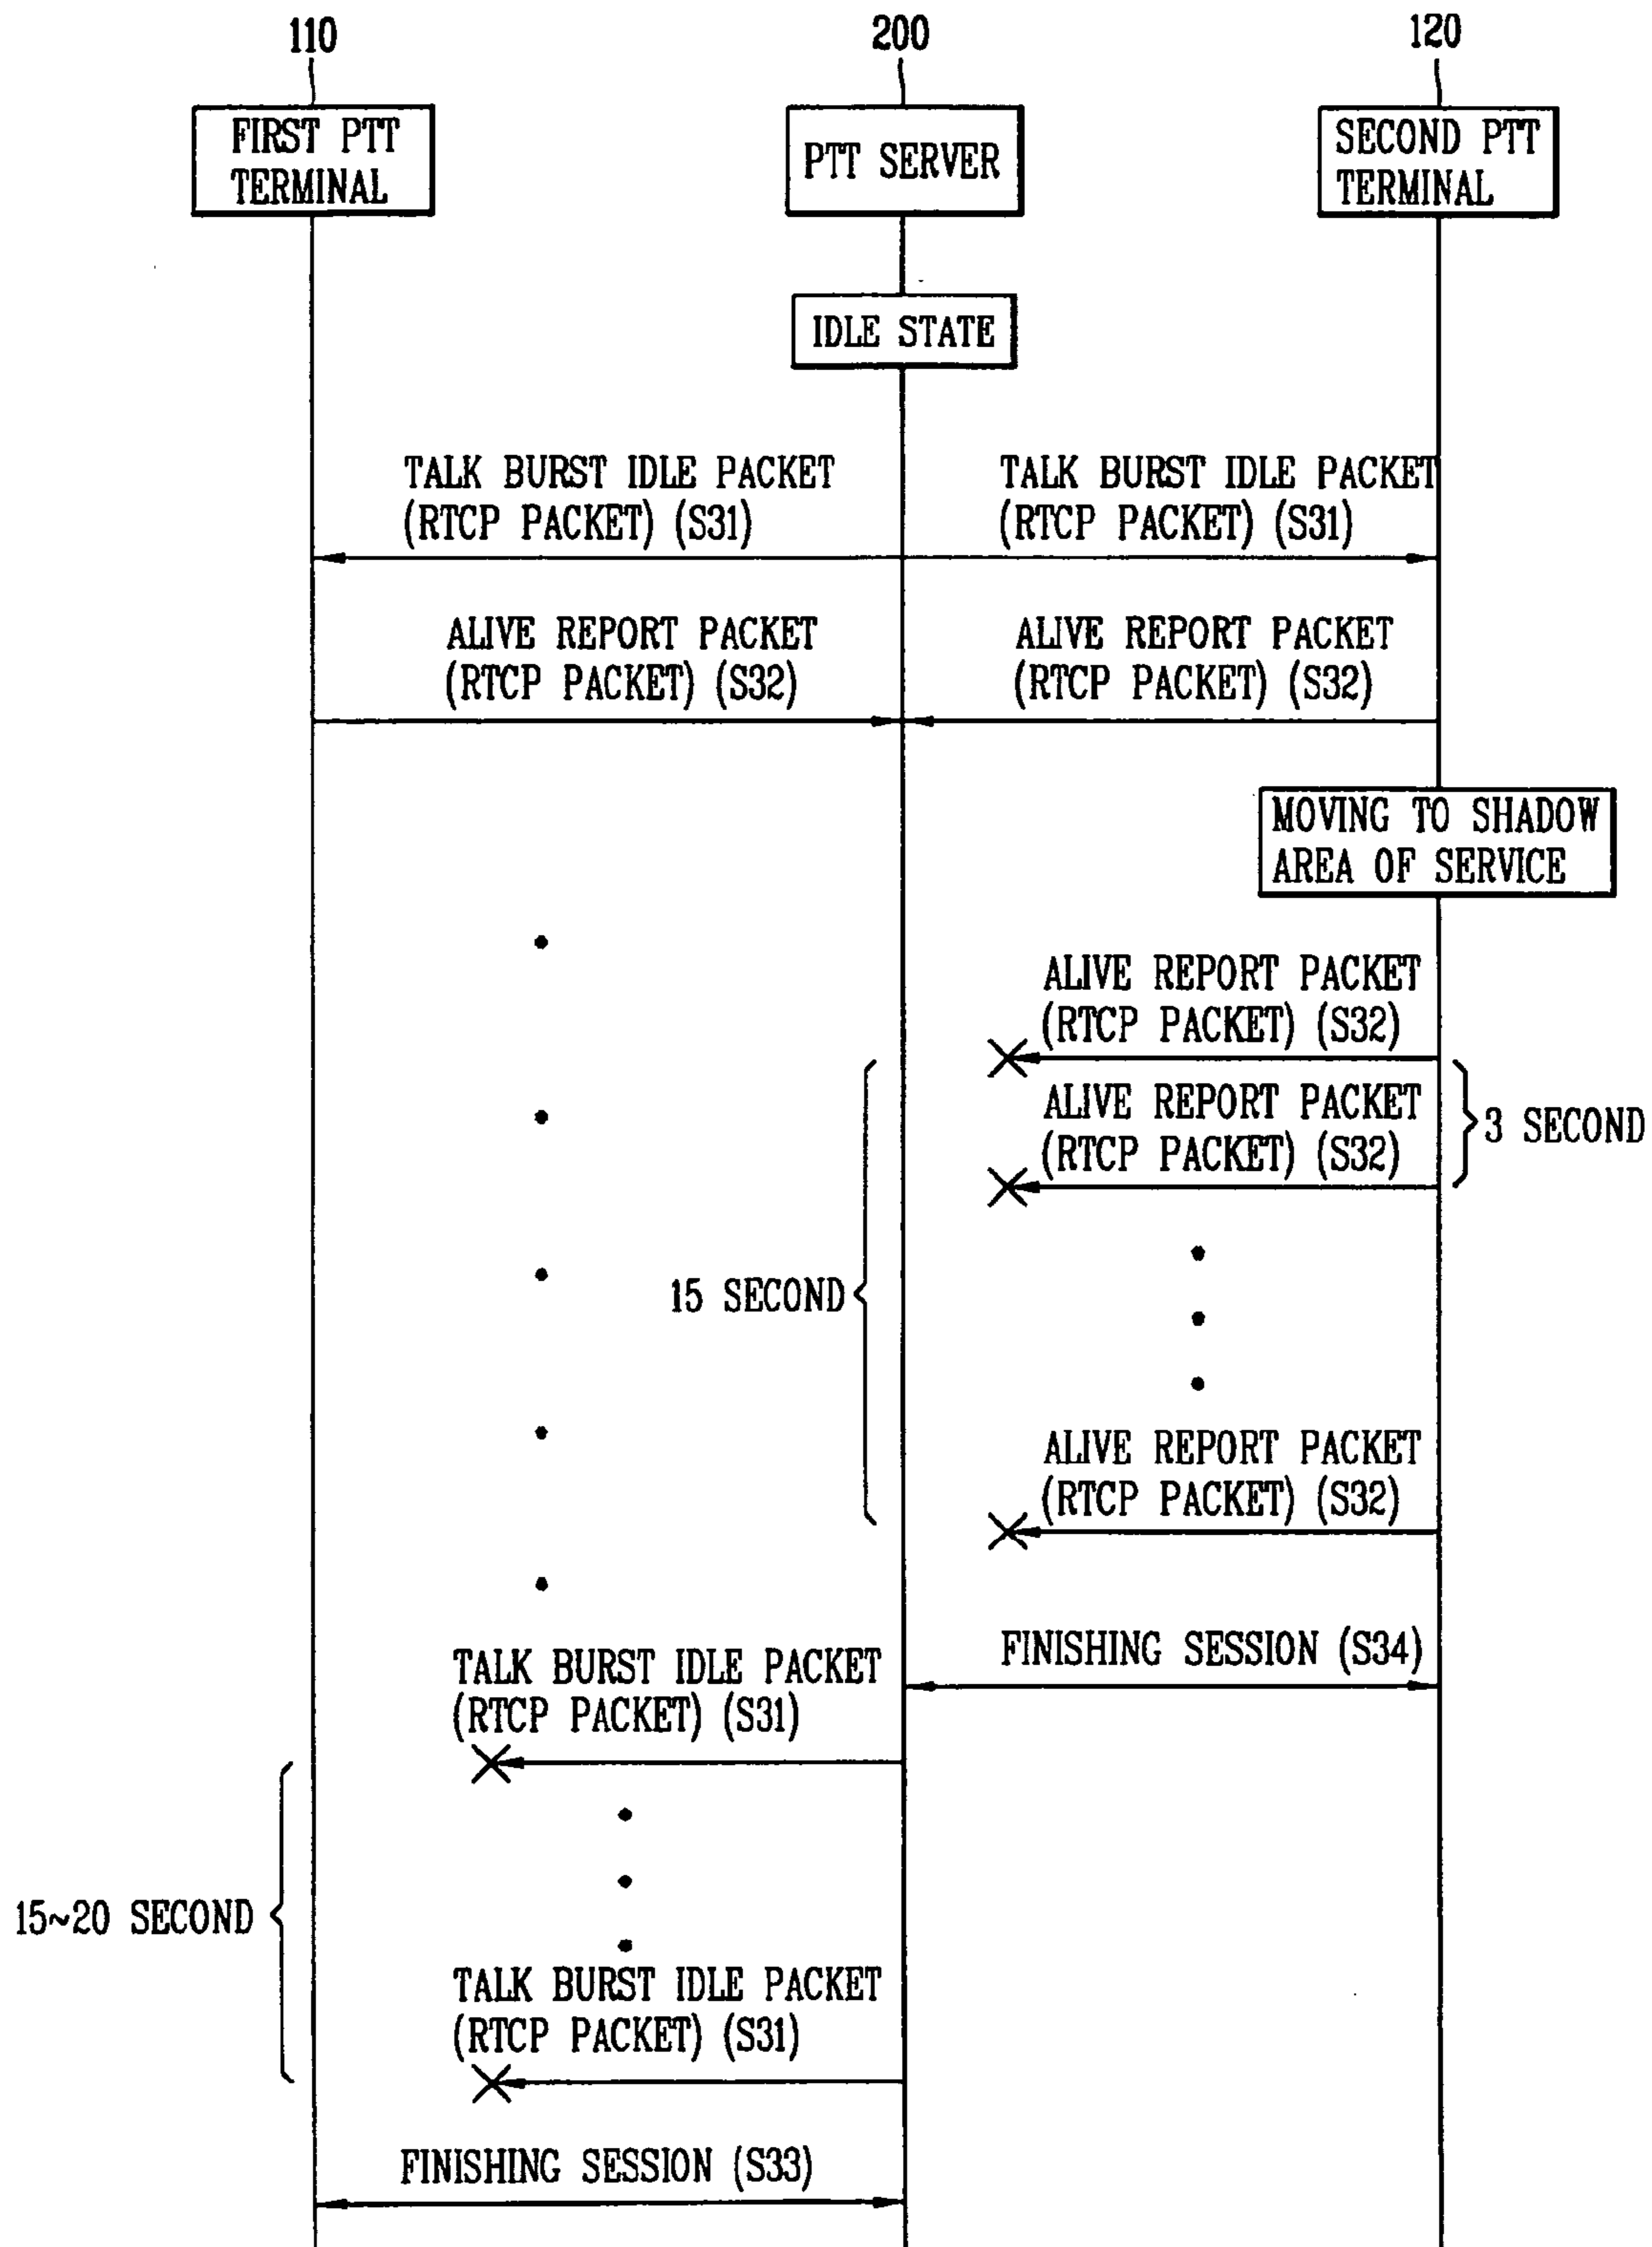 110
200
120
FIRST PTT
TERMINAL
PTT SERVER
SECOND PTT
TERMINAL
IDLE STATE
TALK BURST IDLE PACKET
(RTCP PACKET) (S31)
TALK BURST IDLE PACKET
(RTCP PACKET) (S31)
ALIVE REPORT PACKET
(RTCP PACKET) (S32)
ALIVE REPORT PACKET
(RTCP PACKET) (S32)
MOVING TO SHADOW
AREA OF SERVICE
ALIVE REPORT PACKET
(RTCP PACKET) (S32)
ALIVE REPORT PACKET
(RTCP PACKET) (S32)
3 SECOND
15 SECOND
ALIVE REPORT PACKET
(RTCP PACKET) (S32)
FINISHING SESSION (S34)
TALK BURST IDLE PACKET
(RTCP PACKET) (S31)
15~20 SECOND
TALK BURST IDLE PACKET
(RTCP PACKET) (S31)
FINISHING SESSION (S33)